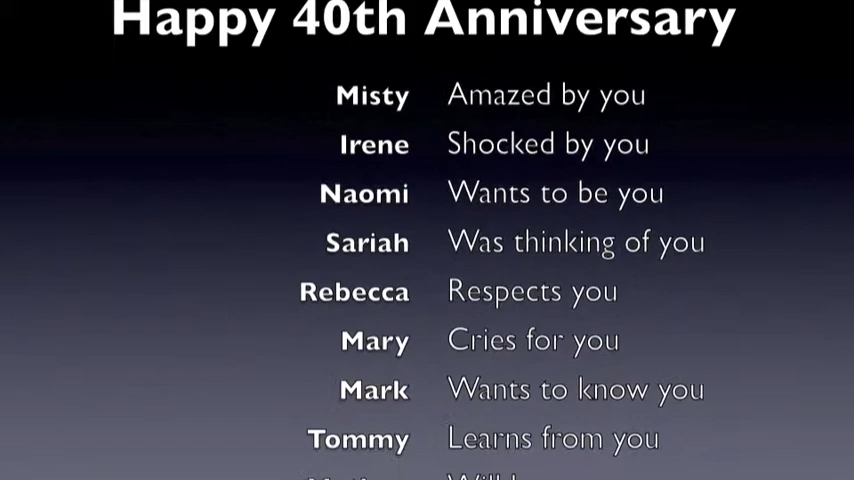 Happy 40th Anniversary
Misty Amazed by you
Irene Shocked by you
Naomi Wants to be you
Sariah Was thinking of you
Rebecca Respects you
Mary Cries for you
Mark Wants to know you
Tommy Learns from you